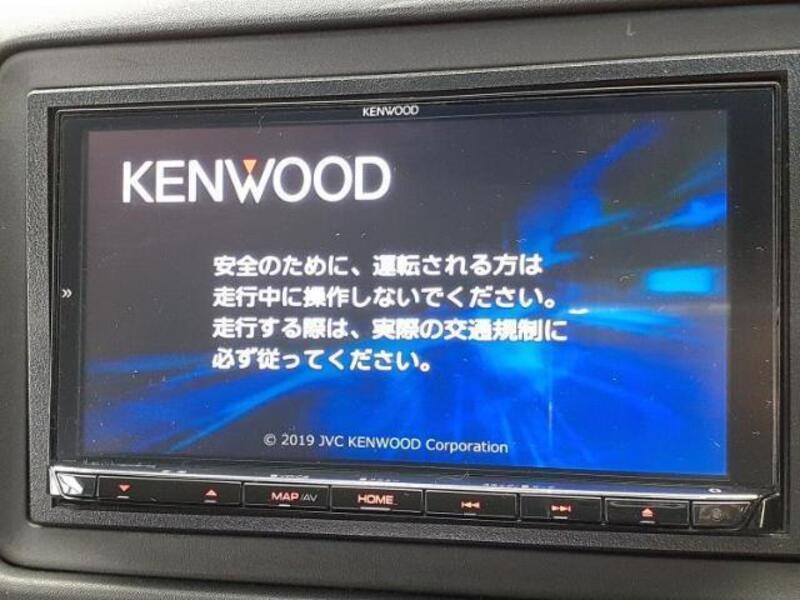 KENWOOD
KENWOOD
安全のために、運転される方は
走行中に操作しないでください。
走行する際は、実際の交通規制に
必ず従ってください。
© 2019 JVC KENWOOD Corporation
MAP/AV
HOME